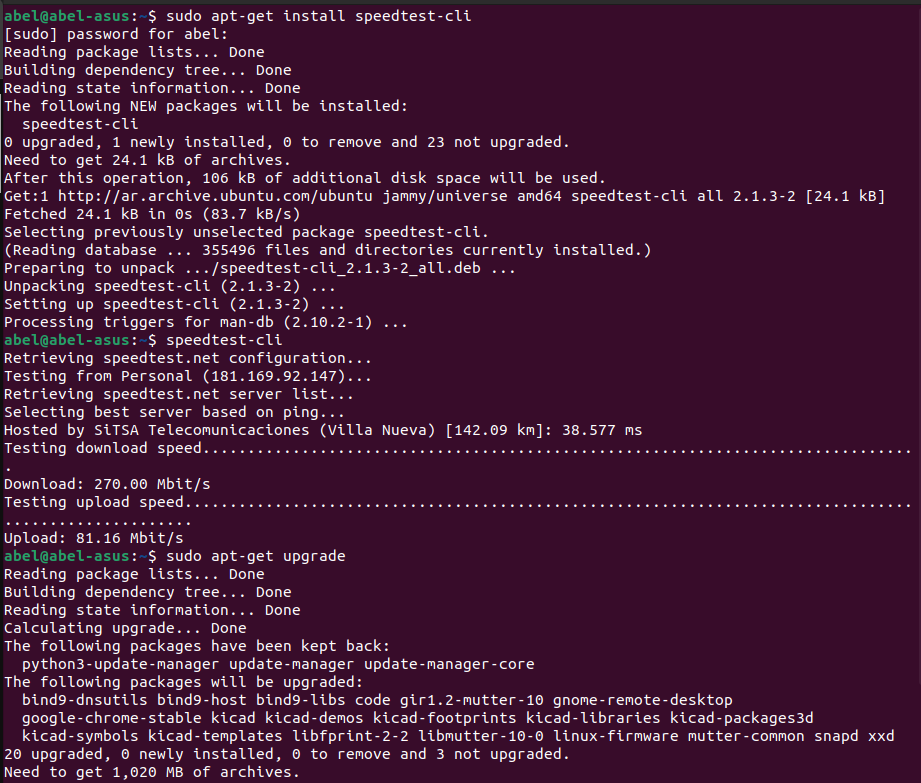 abel@abel-asus:~$ sudo apt-get install speedtest-cli
[sudo] password for abel:
Reading package lists... Done
Building dependency tree... Done
Reading state information... Done
The following NEW packages will be installed:
  speedtest-cli
0 upgraded, 1 newly installed, 0 to remove and 23 not upgraded.
Need to get 24.1 kB of archives.
After this operation, 106 kB of additional disk space will be used.
Get:1 http://ar.archive.ubuntu.com/ubuntu jammy/universe amd64 speedtest-cli all 2.1.3-2 [24.1 kB]
Fetched 24.1 kB in 0s (83.7 kB/s)
Selecting previously unselected package speedtest-cli.
(Reading database ... 355496 files and directories currently installed.)
Preparing to unpack .../speedtest-cli_2.1.3-2_all.deb ...
Unpacking speedtest-cli (2.1.3-2) ...
Setting up speedtest-cli (2.1.3-2) ...
Processing triggers for man-db (2.10.2-1) ...
abel@abel-asus:~$ speedtest-cli
Retrieving speedtest.net configuration...
Testing from Personal (181.169.92.147)...
Retrieving speedtest.net server list...
Selecting best server based on ping...
Hosted by SiTSA Telecomunicaciones (Villa Nueva) [142.09 km]: 38.577 ms
Testing download speed...............................................................................
.
Download: 270.00 Mbit/s
Testing upload speed.................................................................................
.....................
Upload: 81.16 Mbit/s
abel@abel-asus:~$ sudo apt-get upgrade
Reading package lists... Done
Building dependency tree... Done
Reading state information... Done
Calculating upgrade... Done
The following packages have been kept back:
  python3-update-manager update-manager update-manager-core
The following packages will be upgraded:
  bind9-dnsutils bind9-host bind9-libs code gir1.2-mutter-10 gnome-remote-desktop
  google-chrome-stable kicad kicad-demos kicad-footprints kicad-libraries kicad-packages3d
  kicad-symbols kicad-templates libfprint-2-2 libmutter-10-0 linux-firmware mutter-common snapd xxd
20 upgraded, 0 newly installed, 0 to remove and 3 not upgraded.
Need to get 1,020 MB of archives.